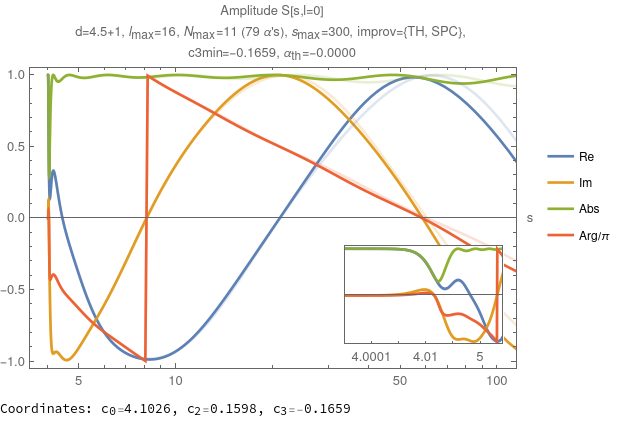 Amplitude S[s,l=0]
d=4.5+1, lmax=16, Nmax=11 (79 α's), smax=300, improv={TH, SPC},
c3min=-0.1659, αth=-0.0000
1.0
0.5
0.0
-0.5
-1.0
5 10 50 100
s
4.0001 4.01 5
Re
Im
Abs
Arg/π
Coordinates: c0=4.1026, c2=0.1598, c3=-0.1659